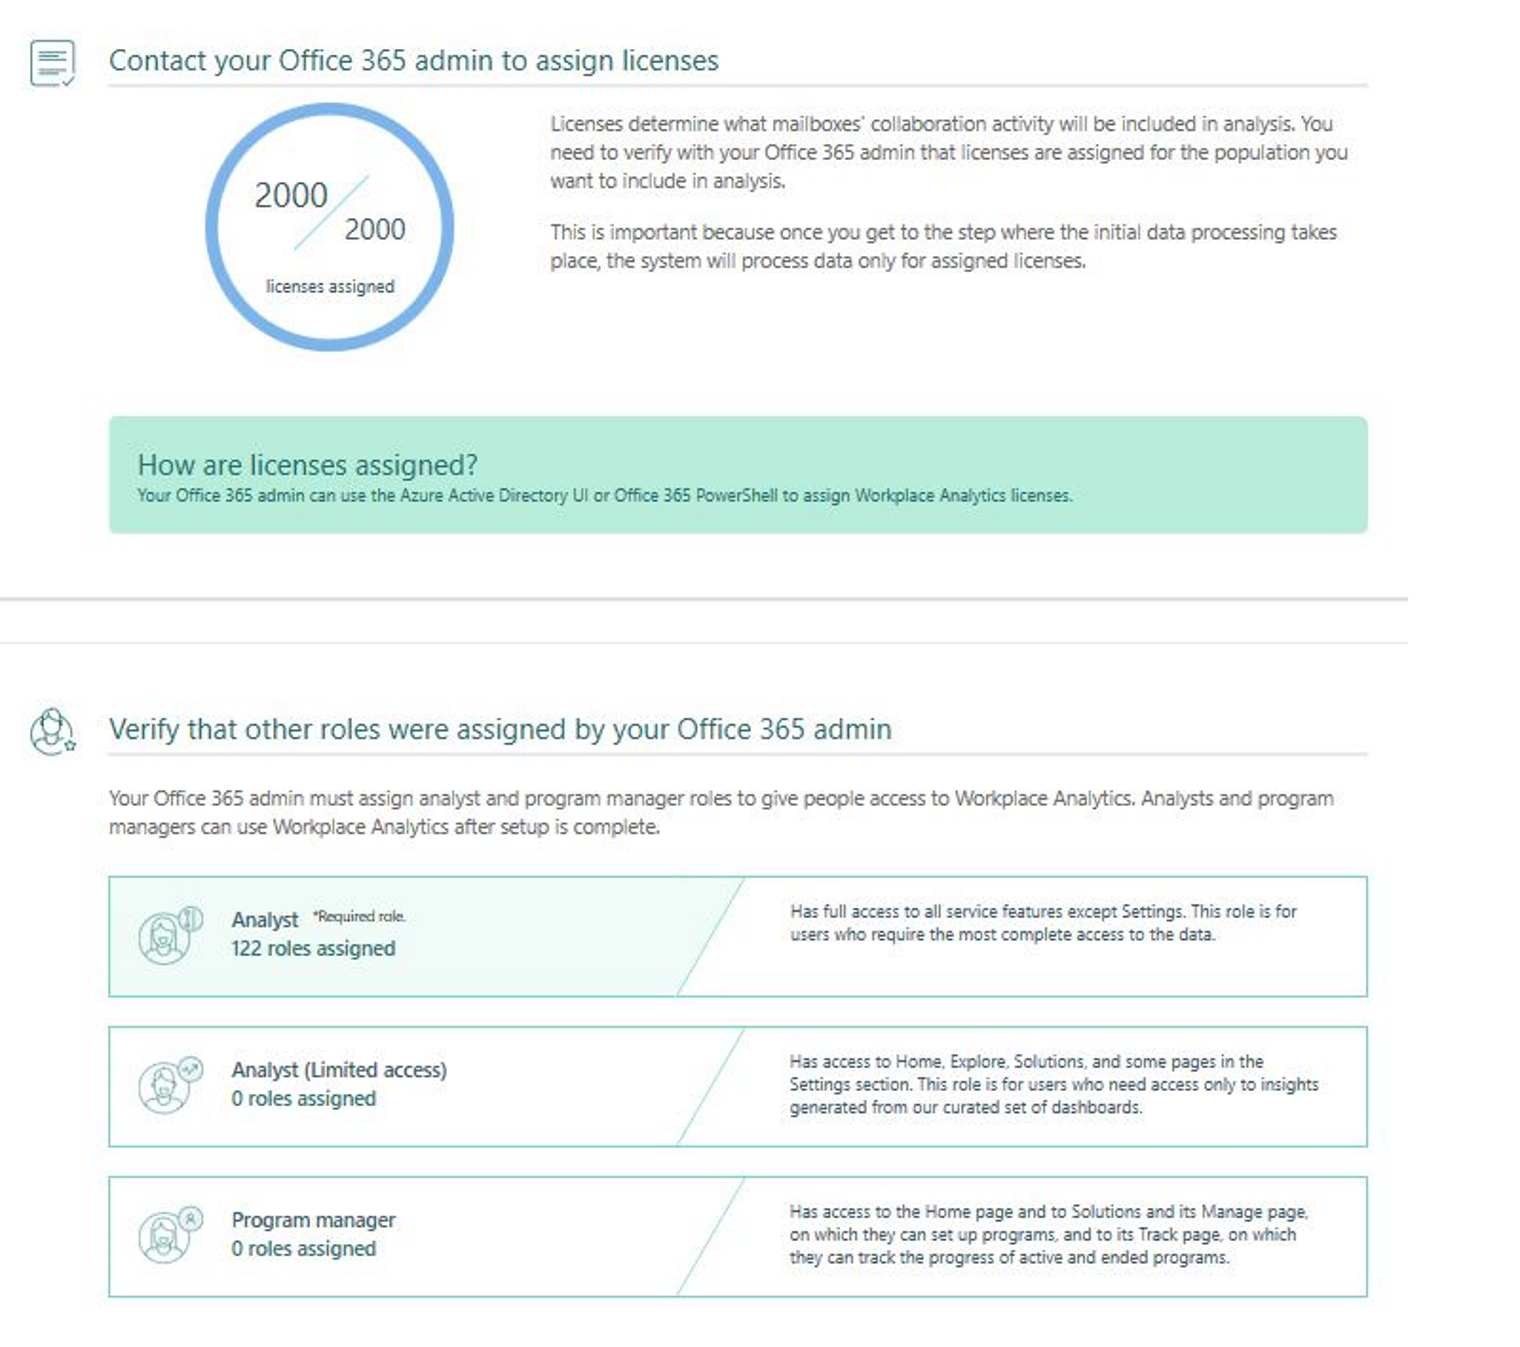 Contact your Office 365 admin to assign licenses
2000
2000
licenses assigned
Licenses determine what mailboxes' collaboration activity will be included in analysis. You
need to verify with your Office 365 admin that licenses are assigned for the population you
want to include in analysis.
This is important because once you get to the step where the initial data processing takes
place, the system will process data only for assigned licenses.
How are licenses assigned?
Your Office 365 admin can use the Azure Active Directory UI or Office 365 PowerShell to assign Workplace Analytics licenses.
Verify that other roles were assigned by your Office 365 admin
Your Office 365 admin must assign analyst and program manager roles to give people access to Workplace Analytics. Analysts and program
managers can use Workplace Analytics after setup is complete.
Analyst *Required role.
122 roles assigned
Has full access to all service features except Settings. This role is for
users who require the most complete access to the data.
Analyst (Limited access)
0 roles assigned
Has access to Home, Explore, Solutions, and some pages in the
Settings section. This role is for users who need access only to insights
generated from our curated set of dashboards.
Program manager
0 roles assigned
Has access to the Home page and to Solutions and its Manage page,
on which they can set up programs, and to its Track page, on which
they can track the progress of active and ended programs.